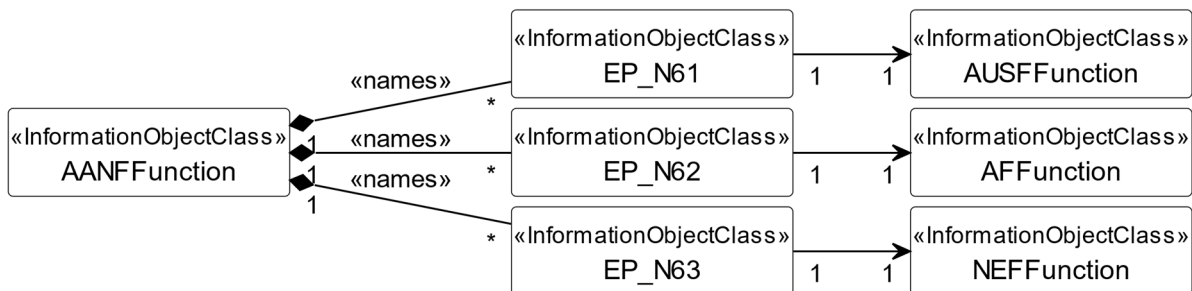 «InformationObjectClass»
AANFFunction
«names»
1
*
«names»
1
*
«names»
1
*
«InformationObjectClass»
EP_N61
1
1
«InformationObjectClass»
AUSFFunction
«InformationObjectClass»
EP_N62
1
1
«InformationObjectClass»
AFFunction
«InformationObjectClass»
EP_N63
1
1
«InformationObjectClass»
NEFFunction